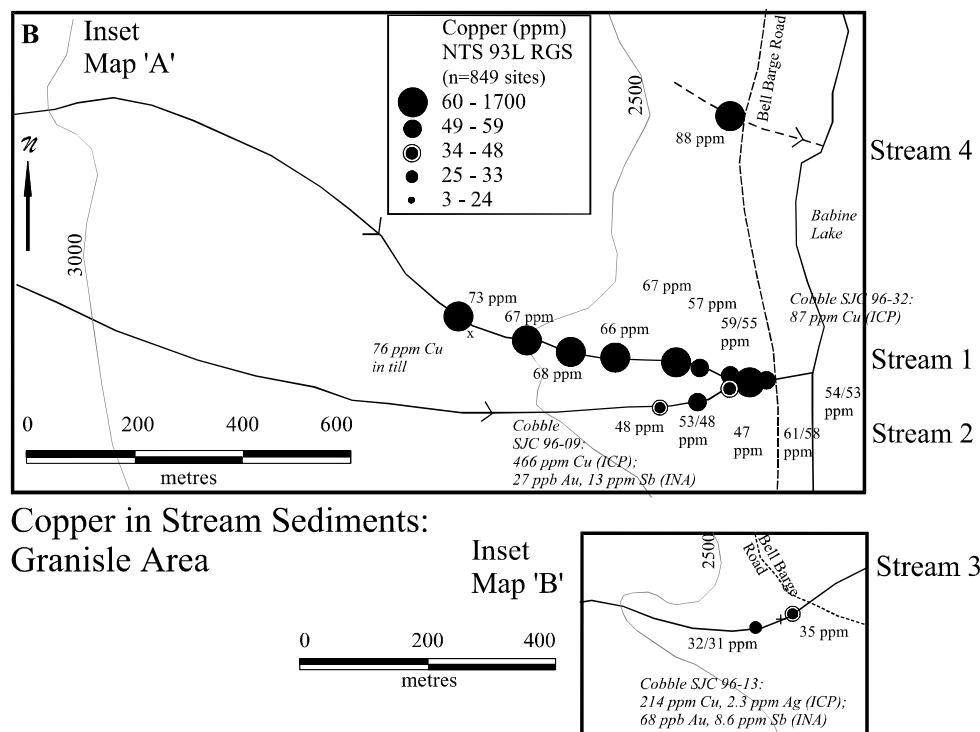 B
Inset
Map 'A'
Copper (ppm)
NTS 93L RGS
(n=849 sites)
60 - 1700
49 - 59
34 - 48
25 - 33
3 - 24
2500
Bell Barge Road
88 ppm
Stream 4
n
3000
Babine
Lake
73 ppm
x
67 ppm
68 ppm
66 ppm
67 ppm
57 ppm
59/55
ppm
Cobble SJC 96-32:
87 ppm Cu (ICP)
76 ppm Cu
in till
Stream 1
54/53
ppm
Stream 2
48 ppm
53/48
ppm
47
ppm
61/58
ppm
Cobble
SJC 96-09:
466 ppm Cu (ICP);
27 ppb Au, 13 ppm Sb (INA)
0 200 400 600
metres
Copper in Stream Sediments:
Granisle Area
Inset
Map 'B'
0 200 400
metres
2500
Bell Barge
Road
Stream 3
32/31 ppm
35 ppm
Cobble SJC 96-13:
214 ppm Cu, 2.3 ppm Ag (ICP);
68 ppb Au, 8.6 ppm Sb (INA)